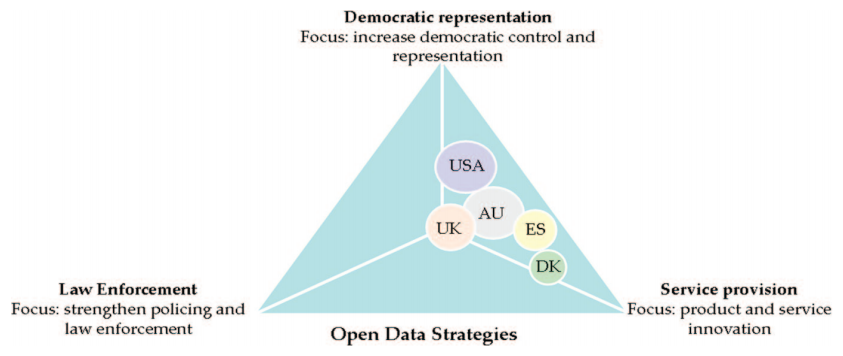 Democratic representation
Focus: increase democratic control and
representation
USA
AU
UK
ES
DK
Law Enforcement
Focus: strengthen policing and
law enforcement
Service provision
Focus: product and service
innovation
Open Data Strategies